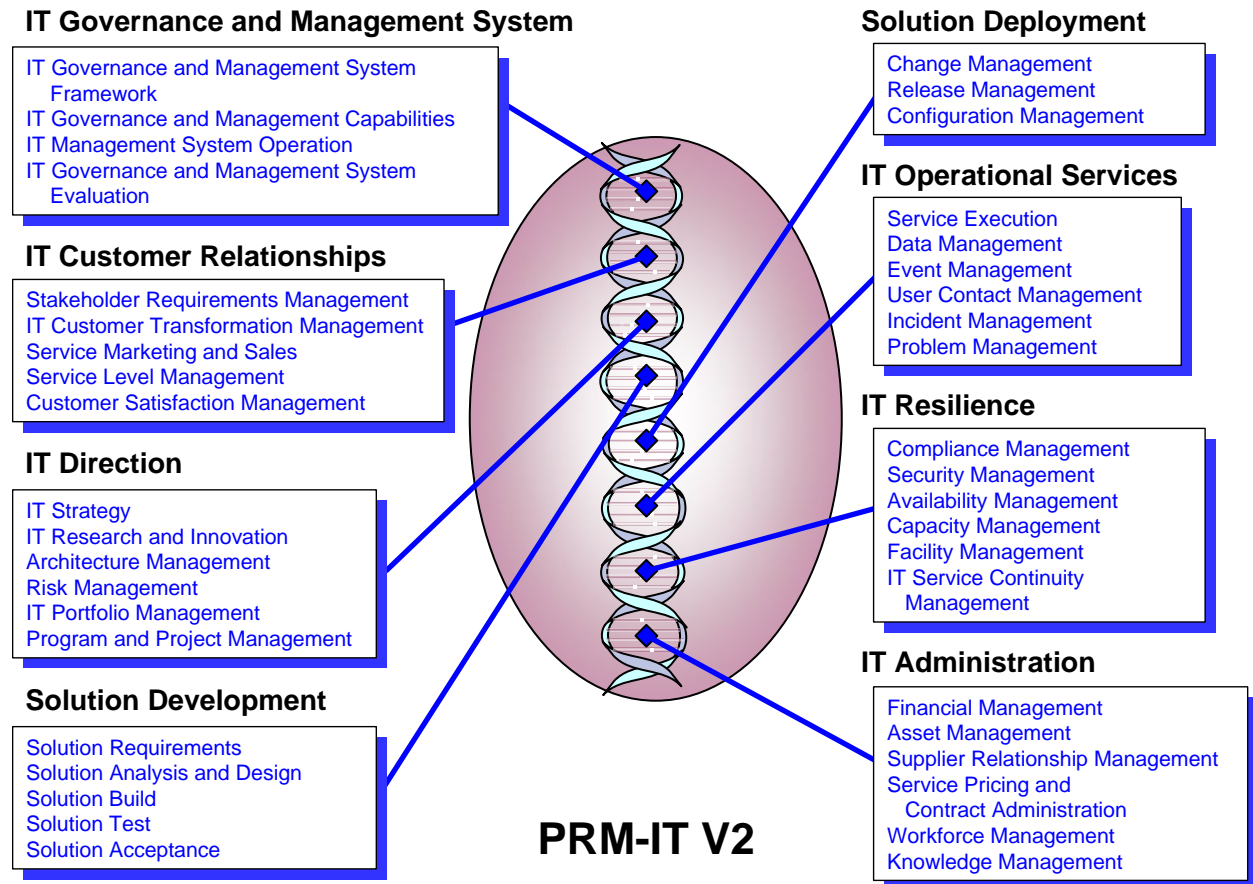 IT Governance and Management System
IT Governance and Management System
Framework
IT Governance and Management Capabilities
IT Management System Operation
IT Governance and Management System
Evaluation
IT Customer Relationships
Stakeholder Requirements Management
IT Customer Transformation Management
Service Marketing and Sales
Service Level Management
Customer Satisfaction Management
IT Direction
IT Strategy
IT Research and Innovation
Architecture Management
Risk Management
IT Portfolio Management
Program and Project Management
Solution Development
Solution Requirements
Solution Analysis and Design
Solution Build
Solution Test
Solution Acceptance
Solution Deployment
Change Management
Release Management
Configuration Management
IT Operational Services
Service Execution
Data Management
Event Management
User Contact Management
Incident Management
Problem Management
IT Resilience
Compliance Management
Security Management
Availability Management
Capacity Management
Facility Management
IT Service Continuity
Management
IT Administration
Financial Management
Asset Management
Supplier Relationship Management
Service Pricing and
Contract Administration
Workforce Management
Knowledge Management
PRM-IT V2